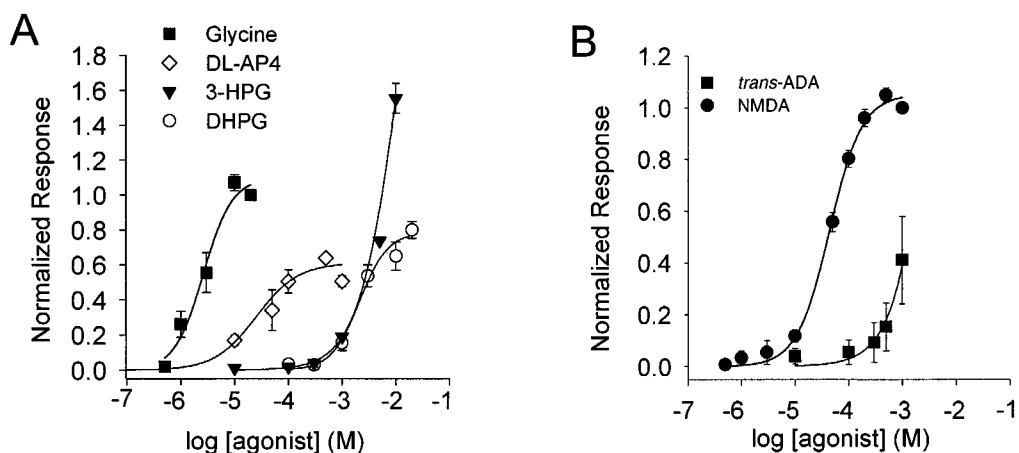 A
Glycine
DL-AP4
3-HPG
DHPG
Normalized Response
1.8
1.6
1.4
1.2
1.0
0.8
0.6
0.4
0.2
0.0
-7 -6 -5 -4 -3 -2 -1
log [agonist] (M)
B
trans-ADA
NMDA
Normalized Response
1.2
1.0
0.8
0.6
0.4
0.2
0.0
-7 -6 -5 -4 -3 -2 -1
log [agonist] (M)